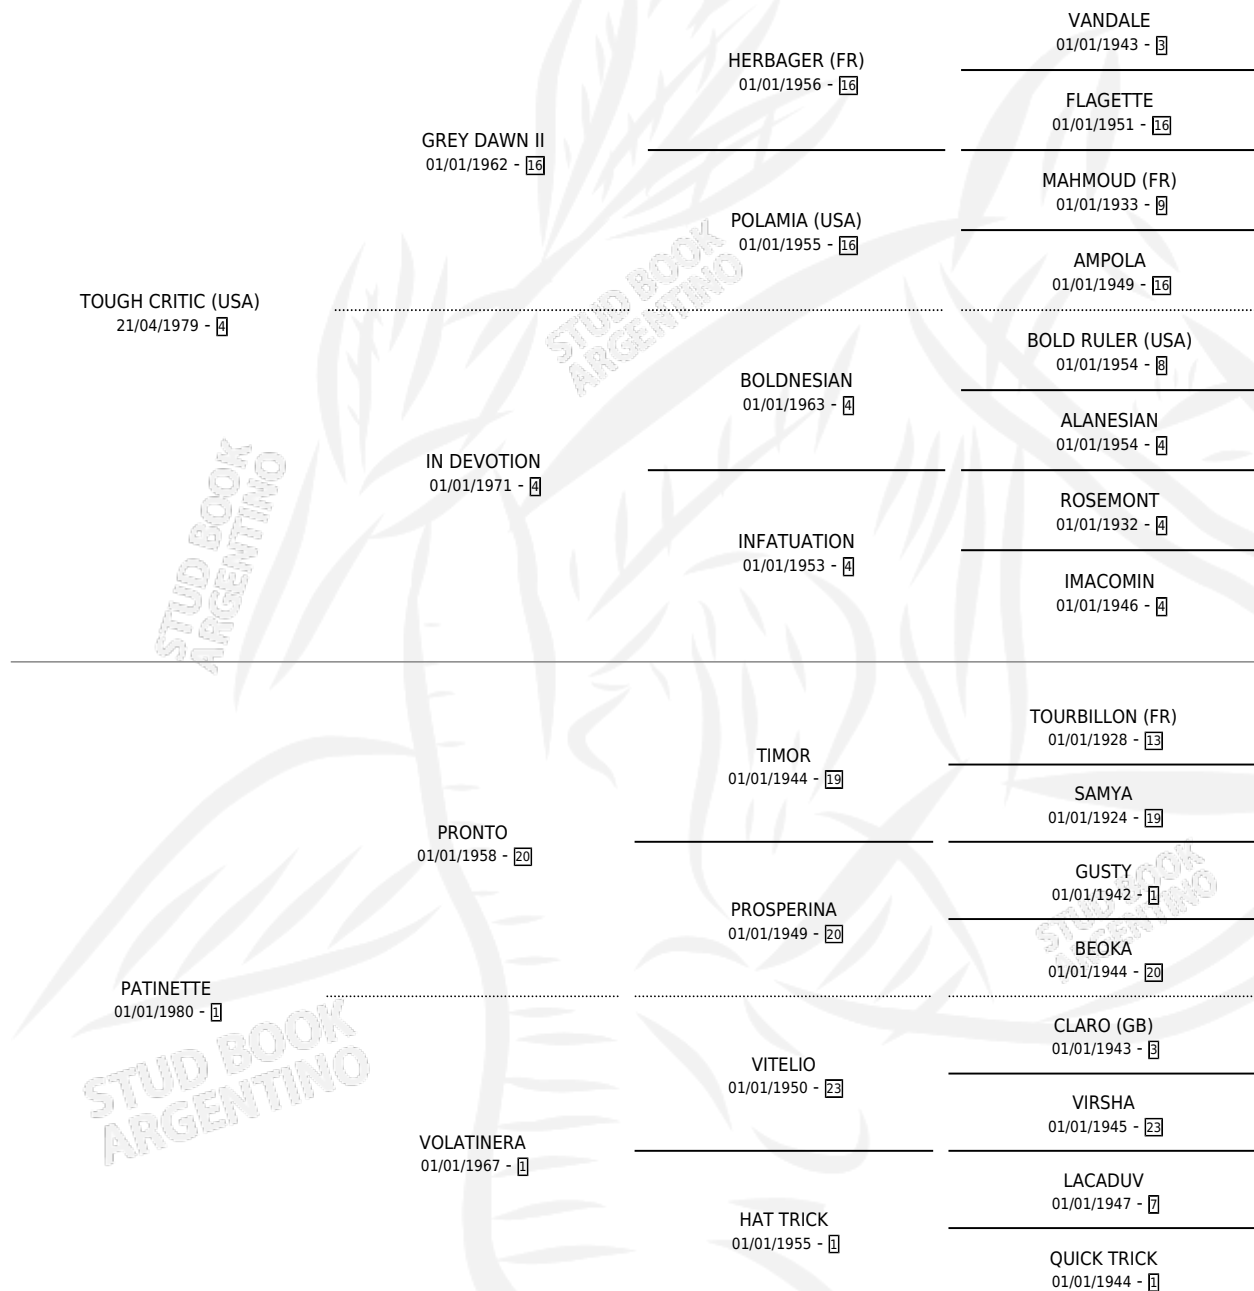 VANDALE
01/01/1943 - 3
HERBAGER (FR)
01/01/1956 - 16
FLAGETTE
01/01/1951 - 16
GREY DAWN II
01/01/1962 - 16
MAHMOUD (FR)
01/01/1933 - 9
POLAMIA (USA)
01/01/1955 - 16
AMPOLA
01/01/1949 - 16
TOUGH CRITIC (USA)
21/04/1979 - 4
BOLD RULER (USA)
01/01/1954 - 8
BOLDNESIAN
01/01/1963 - 4
ALANESIAN
01/01/1954 - 4
IN DEVOTION
01/01/1971 - 4
ROSEMONT
01/01/1932 - 4
INFATUATION
01/01/1953 - 4
IMACOMIN
01/01/1946 - 4
TOURBILLON (FR)
01/01/1928 - 13
TIMOR
01/01/1944 - 19
SAMYA
01/01/1924 - 19
PRONTO
01/01/1958 - 20
GUSTY
01/01/1942 - 1
PROSPERINA
01/01/1949 - 20
BEOKA
01/01/1944 - 20
PATINETTE
01/01/1980 - 1
CLARO (GB)
01/01/1943 - 3
VITELIO
01/01/1950 - 23
VIRSHA
01/01/1945 - 23
VOLATINERA
01/01/1967 - 1
LACADUV
01/01/1947 - 7
HAT TRICK
01/01/1955 - 1
QUICK TRICK
01/01/1944 - 1
STUD BOOK
ARGENTINO
STUD BOOK
ARGENTINO
STUD BOOK
ARGENTINO
STUD BOOK
ARGENTINO